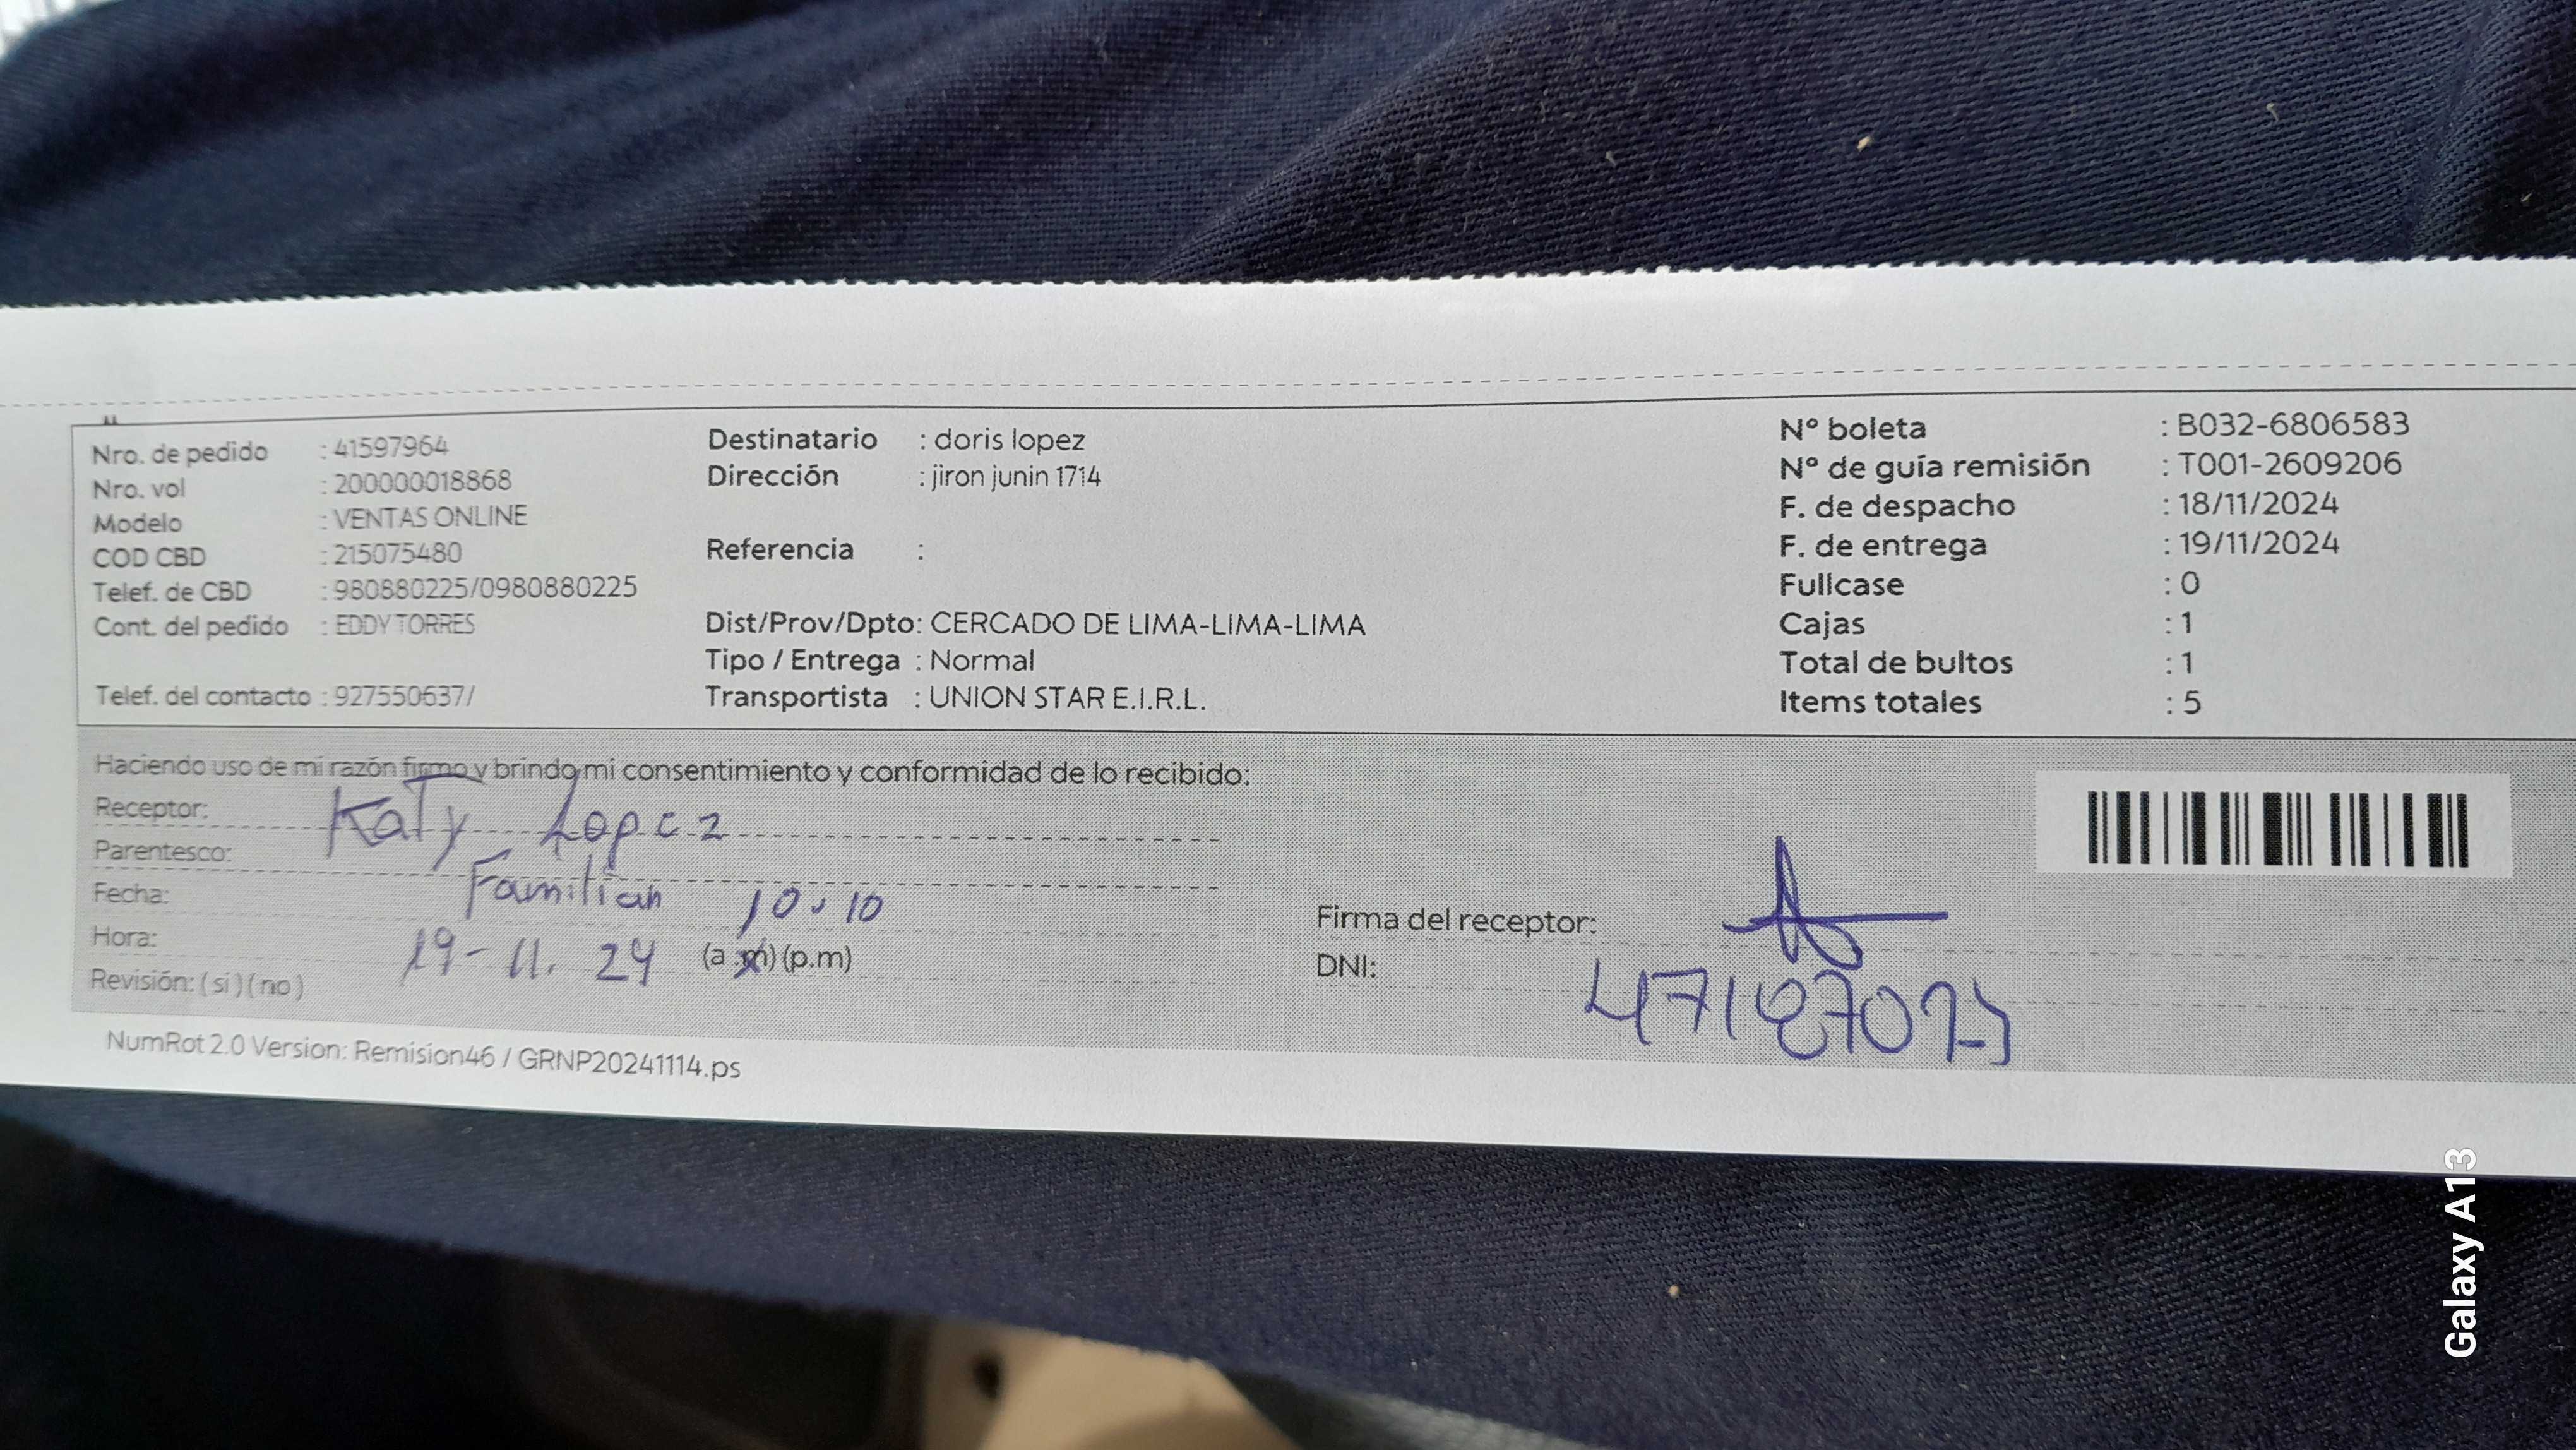 Nro. de pedido : 41597964
Nro. vol : 200000018868
Modelo : VENTAS ONLINE
COD CBD : 215075480
Telef. de CBD : 980880225/0980880225
Cont. del pedido : EDDY TORRES
Telef. del contacto : 927550637/
Destinatario : doris lopez
Dirección : jiron junin 1714
Referencia :
Dist/Prov/Dpto: CERCADO DE LIMA-LIMA-LIMA
Tipo / Entrega : Normal
Transportista : UNION STAR E.I.R.L.
Nº boleta : B032-6806583
Nº de guía remisión : T001-2609206
F. de despacho : 18/11/2024
F. de entrega : 19/11/2024
Fullcase : 0
Cajas : 1
Total de bultos : 1
Items totales : 5
Haciendo uso de mi razón firmo y brindo mi consentimiento y conformidad de lo recibido:
Receptor: Katy Lopez
Parentesco: Familiar
Fecha: 10:10
Hora: 19-11. 24 (a.m) (p.m)
Revisión: (si) (no)
Firma del receptor:
DNI:
NumRot 2.0 Version: Remision46 / GRNP20241114.ps
Galaxy A13